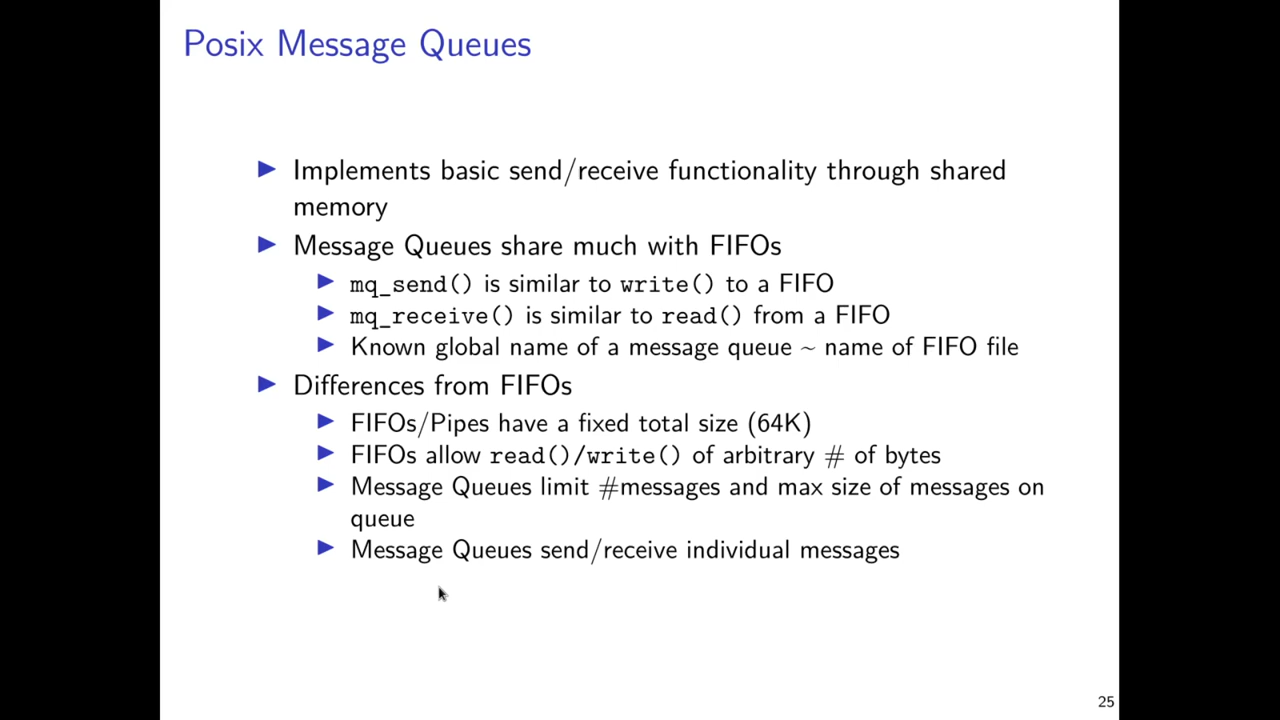 Posix Message Queues
▶ Implements basic send/receive functionality through shared
memory
▶ Message Queues share much with FIFOs
▶ mq_send() is similar to write() to a FIFO
▶ mq_receive() is similar to read() from a FIFO
▶ Known global name of a message queue ~ name of FIFO file
▶ Differences from FIFOs
▶ FIFOs/Pipes have a fixed total size (64K)
▶ FIFOs allow read()/write() of arbitrary # of bytes
▶ Message Queues limit #messages and max size of messages on
queue
▶ Message Queues send/receive individual messages
25